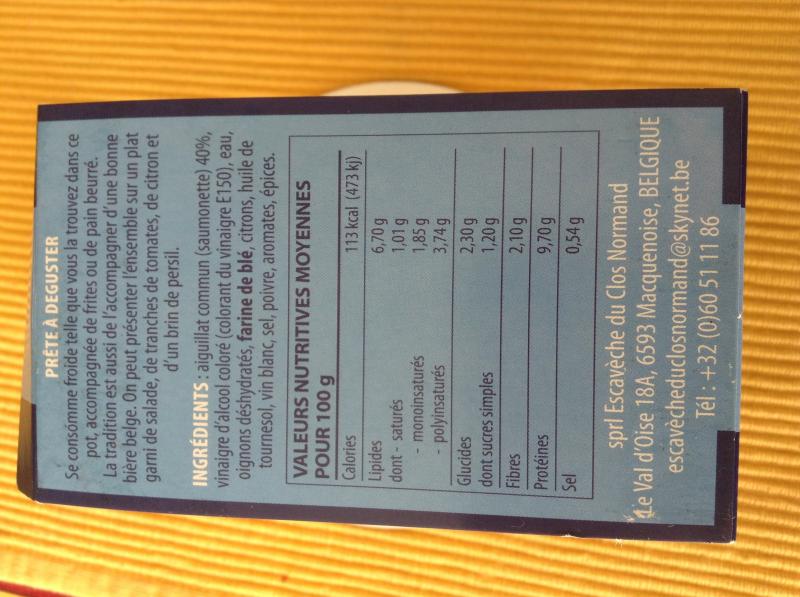 PRÊTE À DEGUSTER
Se consomme froide telle que vous la trouvez dans ce
pot, accompagnée de frites ou de pain beurré.
La tradition est aussi de l'accompagner d'une bonne
bière belge. On peut présenter l'ensemble sur un plat
garni de salade, de tranches de tomates, de citron et
d'un brin de persil.
INGRÉDIENTS : aiguillat commun (saumonette) 40%,
vinaigre d'alcool coloré (colorant du vinaigre E150), eau,
oignons déshydratés, farine de blé, citrons, huile de
tournesol, vin blanc, sel, poivre, aromates, épices.
VALEURS NUTRITIVES MOYENNES
POUR 100 g
Calories 113 kcal (473 kj)
Lipides 6,70 g
dont - saturés 1,01 g
- monoinsaturés 1,85 g
- polyinsaturés 3,74 g
Glucides 2,30 g
dont sucres simples 1,20 g
Fibres 2,10 g
Protéines 9,70 g
Sel 0,54 g
sprl Escavèche du Clos Normand
Le Val d'Oise 18A, 6593 Macquenoise, BELGIQUE
escavècheduclosnormand@skynet.be
Tél : +32 (0)60 51 11 86